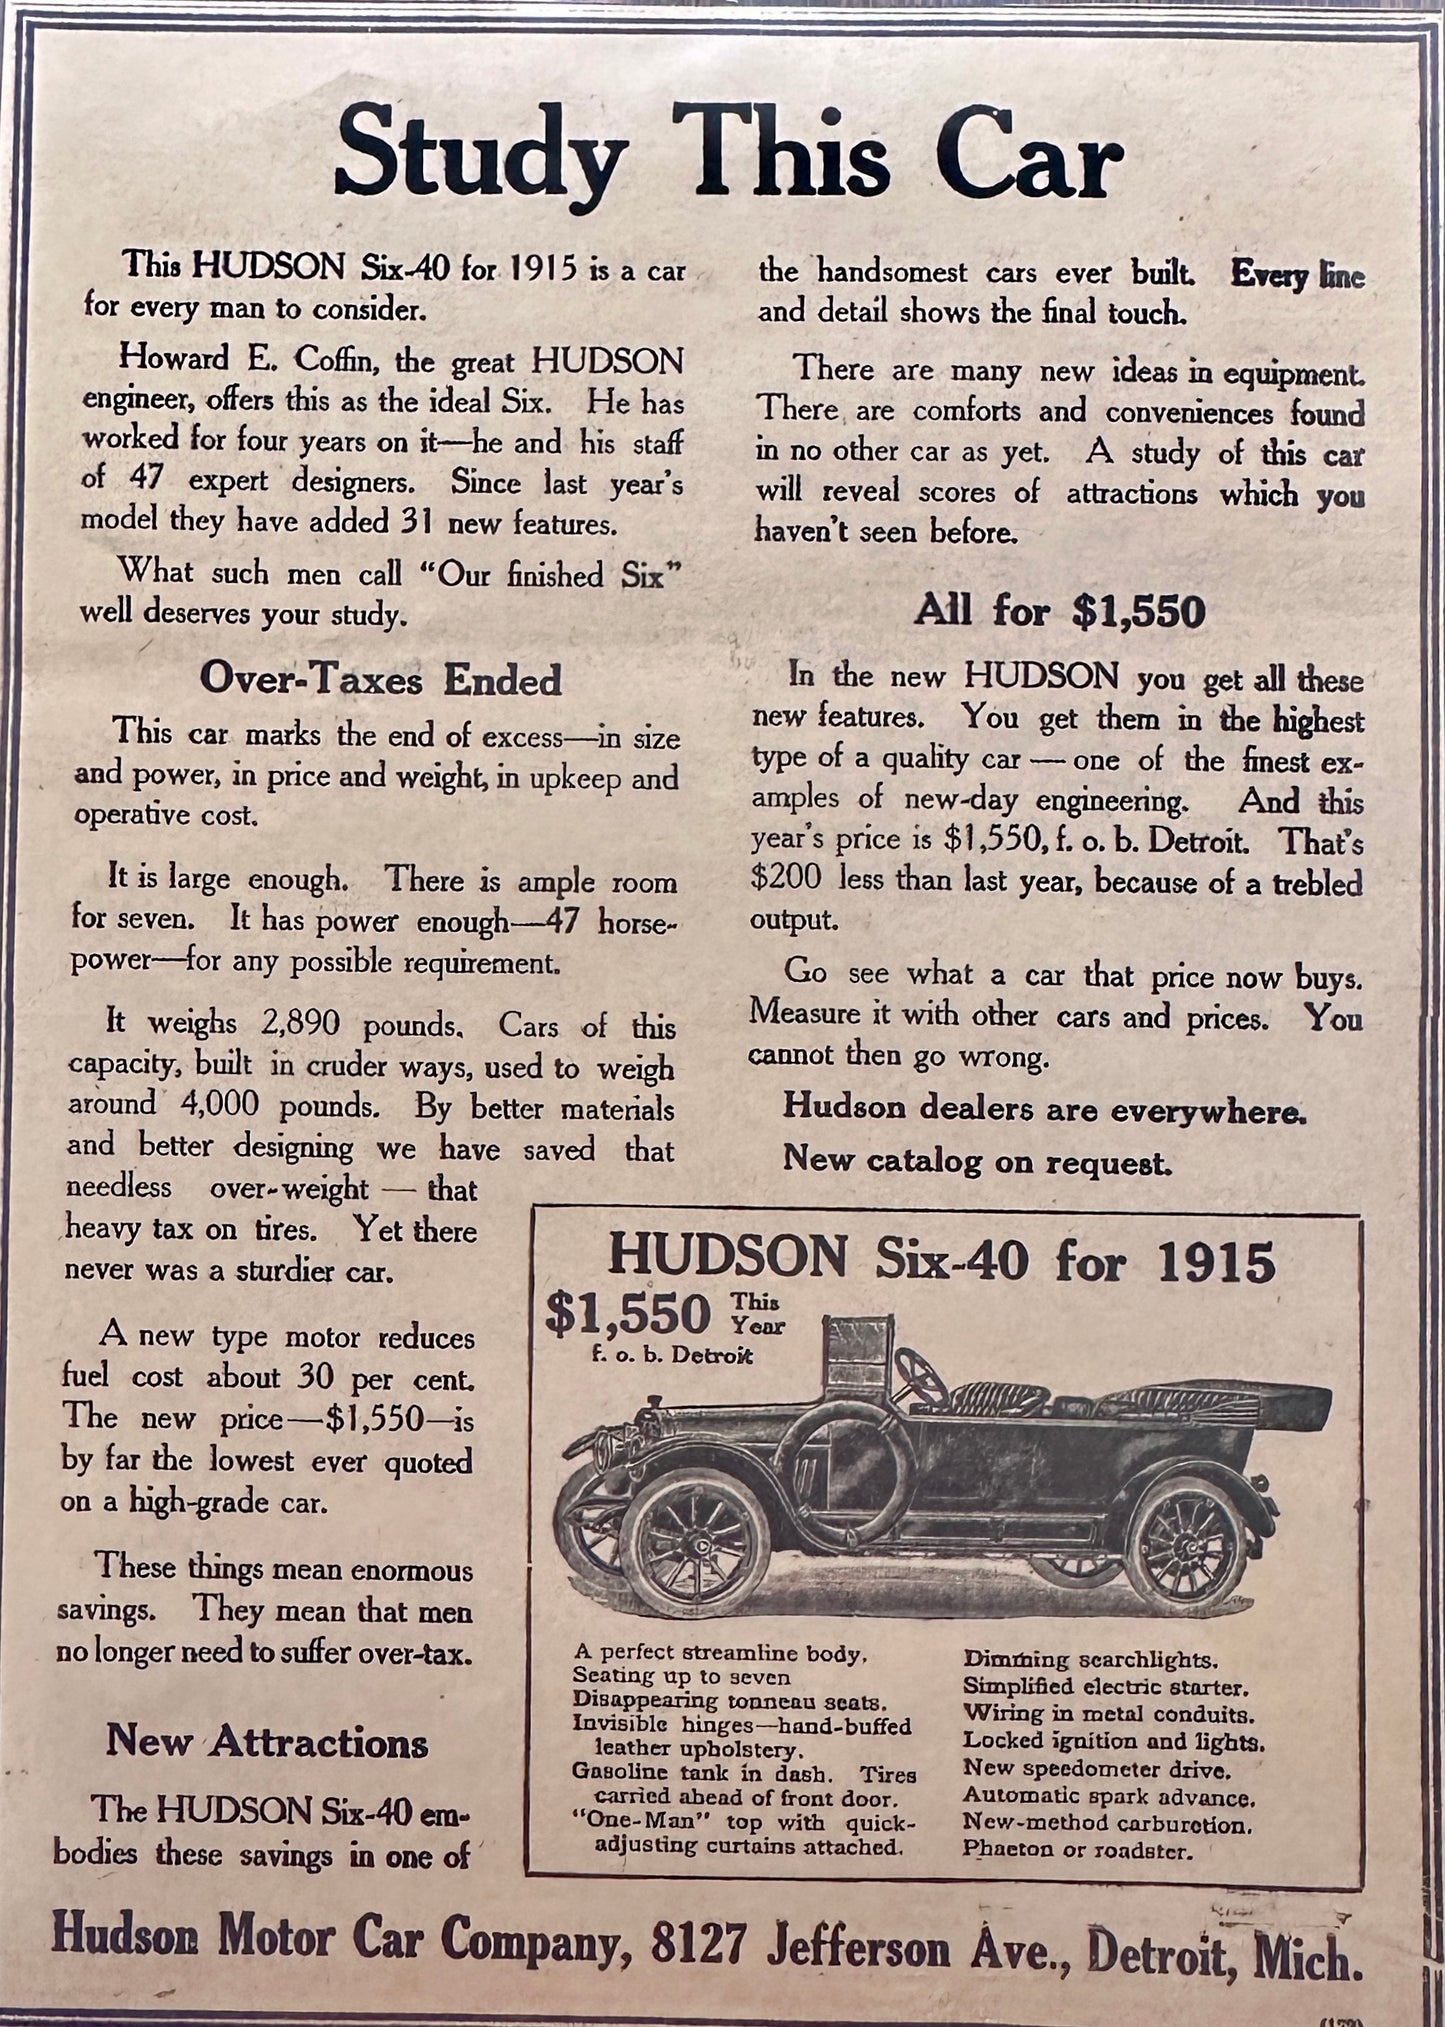 Study This Car
This HUDSON Six-40 for 1915 is a car
for every man to consider.
Howard E. Coffin, the great HUDSON
engineer, offers this as the ideal Six. He has
worked for four years on it—he and his staff
of 47 expert designers. Since last year's
model they have added 31 new features.
What such men call "Our finished Six"
well deserves your study.
Over-Taxes Ended
This car marks the end of excess—in size
and power, in price and weight, in upkeep and
operative cost.
It is large enough. There is ample room
for seven. It has power enough—47 horse-
power—for any possible requirement.
It weighs 2,890 pounds. Cars of this
capacity, built in cruder ways, used to weigh
around 4,000 pounds. By better materials
and better designing we have saved that
needless over-weight — that
heavy tax on tires. Yet there
never was a sturdier car.
A new type motor reduces
fuel cost about 30 per cent.
The new price—$1,550—is
by far the lowest ever quoted
on a high-grade car.
These things mean enormous
savings. They mean that men
no longer need to suffer over-tax.
New Attractions
The HUDSON Six-40 em-
bodies these savings in one of
the handsomest cars ever built. Every line
and detail shows the final touch.
There are many new ideas in equipment.
There are comforts and conveniences found
in no other car as yet. A study of this car
will reveal scores of attractions which you
haven't seen before.
All for $1,550
In the new HUDSON you get all these
new features. You get them in the highest
type of a quality car — one of the finest ex-
amples of new-day engineering. And this
year's price is $1,550, f. o. b. Detroit. That's
$200 less than last year, because of a trebled
output.
Go see what a car that price now buys.
Measure it with other cars and prices. You
cannot then go wrong.
Hudson dealers are everywhere.
New catalog on request.
HUDSON Six-40 for 1915
$1,550 This
Year
f. o. b. Detroit
A perfect streamline body.
Seating up to seven
Disappearing tonneau seats.
Invisible hinges—hand-buffed
leather upholstery.
Gasoline tank in dash. Tires
carried ahead of front door.
"One-Man" top with quick-
adjusting curtains attached.
Dimming searchlights.
Simplified electric starter.
Wiring in metal conduits.
Locked ignition and lights.
New speedometer drive.
Automatic spark advance.
New-method carburetion.
Phaeton or roadster.
Hudson Motor Car Company, 8127 Jefferson Ave., Detroit, Mich.